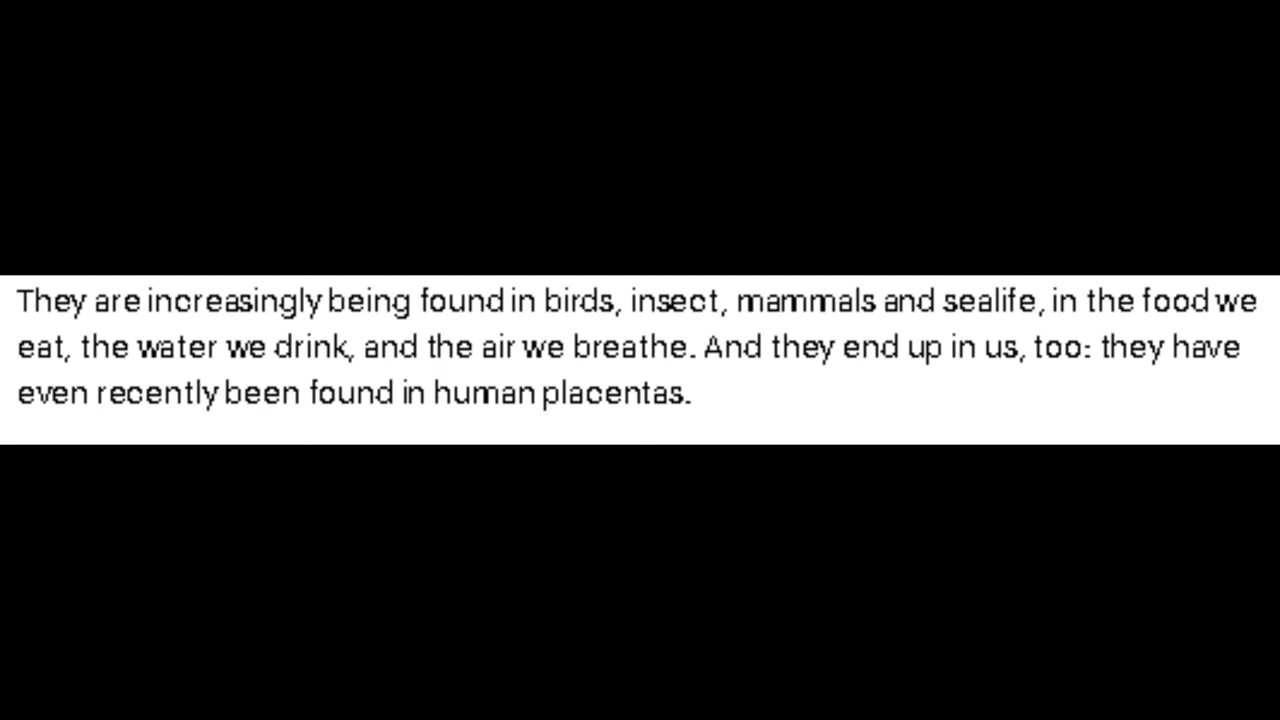 They are increasingly being found in birds, insect, mammals and sealife, in the food we
eat, the water we drink, and the air we breathe. And they end up in us, too: they have
even recently been found in human placentas.